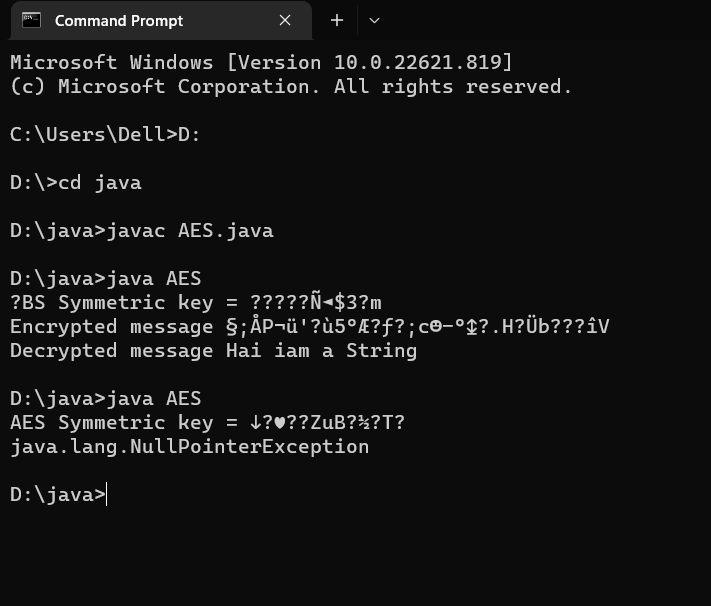 Command Prompt
Microsoft Windows [Version 10.0.22621.819]
(c) Microsoft Corporation. All rights reserved.
C:\Users\Dell>D:
D:\>cd java
D:\java>javac AES.java
D:\java>java AES
?BS Symmetric key = ?????Ñ◄$3?m
Encrypted message §;ÅP¬ü'?ù5°Æ?ƒ?;c☻–°↨?.H?Üb???îV
Decrypted message Hai iam a String
D:\java>java AES
AES Symmetric key = ↓?♥??ZuB?½?T?
java.lang.NullPointerException
D:\java>